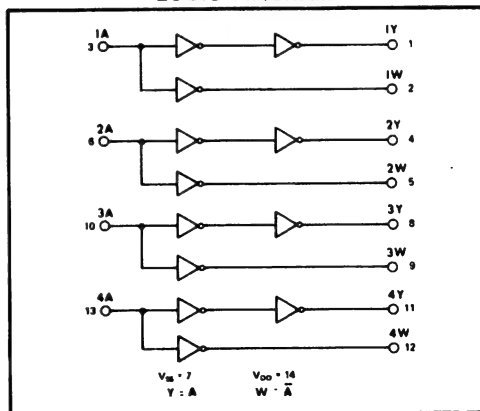 1A
3
1Y
1
1W
2
2A
6
2Y
4
2W
5
3A
10
3Y
8
3W
9
4A
13
4Y
11
4W
12
VSS = 7 VDD = 14
Y = A W = A̅